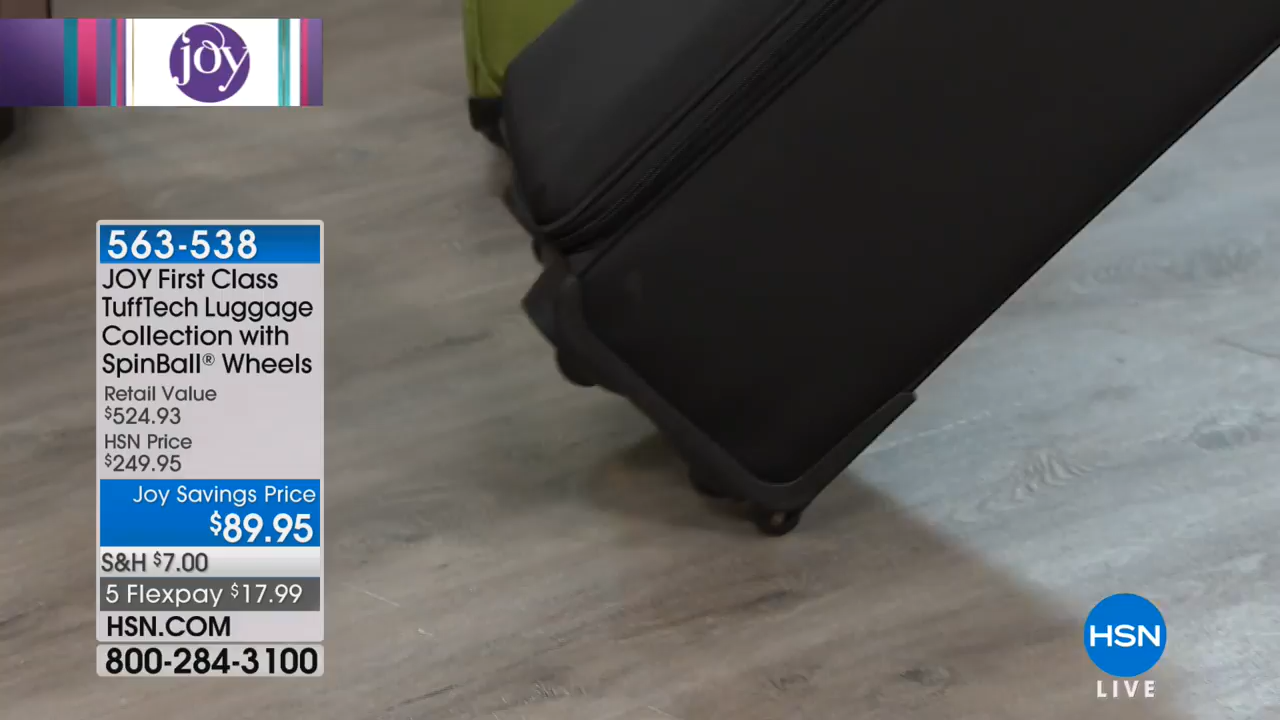 joy
563-538
JOY First Class
TuffTech Luggage
Collection with
SpinBall® Wheels
Retail Value
$524.93
HSN Price
$249.95
Joy Savings Price
$89.95
S&H $7.00
5 Flexpay $17.99
HSN.COM
800-284-3100
HSN
LIVE